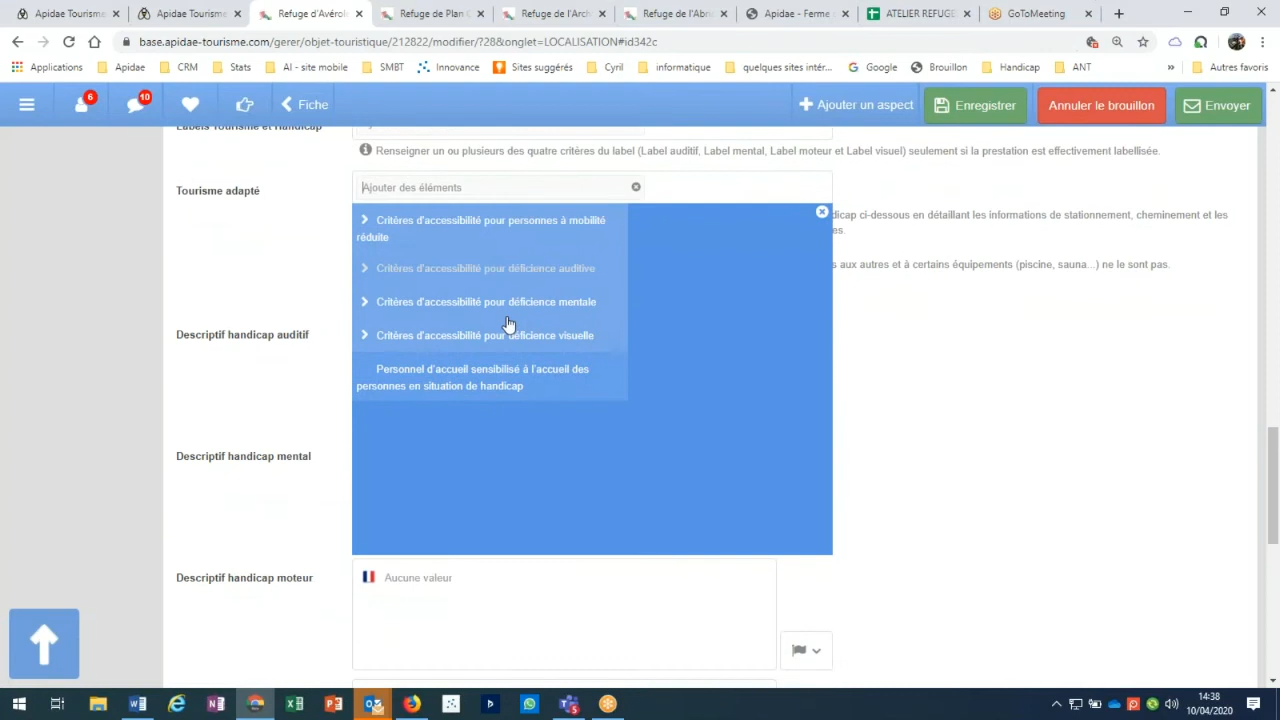 Apidae Tourisme
Apidae Tourisme
Refuge d'Avérole
Refuge de Plan
Refuge de l'Arch
Refuge de l'Abri
Apidae - Ferme
ATELIER REFUGE
GoToMeeting
base.apidae-tourisme.com/gerer/objet-touristique/212822/modifier/?28&onglet=LOCALISATION#id342c
Applications
Apidae
CRM
Stats
AI - site mobile
SMBT
Innovance
Sites suggérés
Cyril
informatique
quelques sites intér...
Google
Brouillon
Handicap
ANT
»
Autres favoris
6
10
Fiche
Ajouter un aspect
Enregistrer
Annuler le brouillon
Envoyer
Labels Tourisme et Handicap
Renseigner un ou plusieurs des quatre critères du label (Label auditif, Label mental, Label moteur et Label visuel) seulement si la prestation est effectivement labellisée.
Tourisme adapté
Ajouter des éléments
Critères d'accessibilité pour personnes à mobilité
réduite
Critères d'accessibilité pour déficience auditive
Critères d'accessibilité pour déficience mentale
Critères d'accessibilité pour déficience visuelle
Personnel d'accueil sensibilisé à l'accueil des
personnes en situation de handicap
dicap ci-dessous en détaillant les informations de stationnement, cheminement et les
es.
s aux autres et à certains équipements (piscine, sauna...) ne le sont pas.
Descriptif handicap auditif
Descriptif handicap mental
Descriptif handicap moteur
Aucune valeur
14:38
10/04/2020